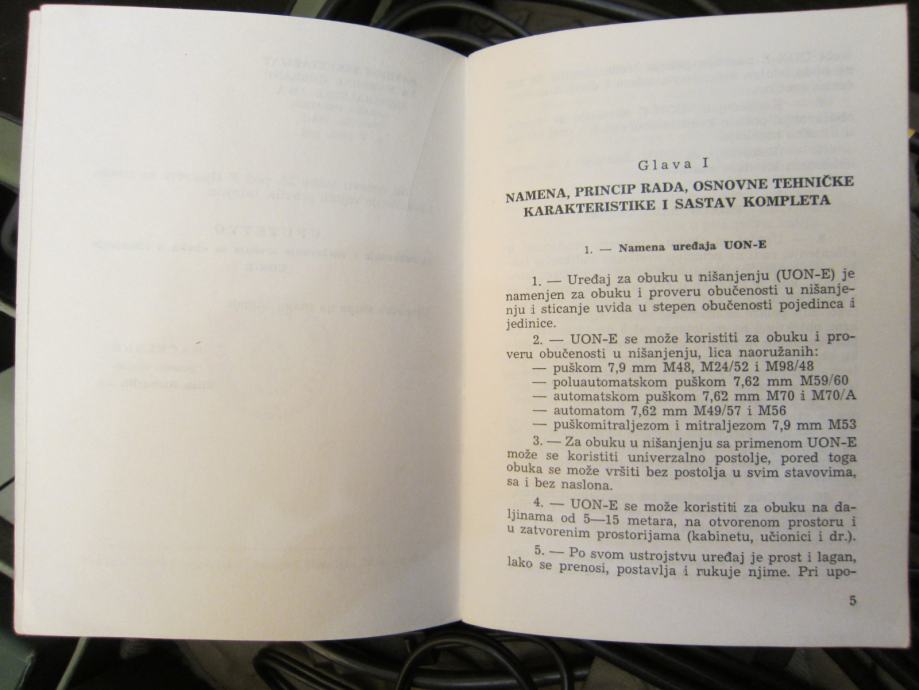 Glava I
NAMENA, PRINCIP RADA, OSNOVNE TEHNIČKE
KARAKTERISTIKE I SASTAV KOMPLETA
1. — Namena uređaja UON-E
1. — Uređaj za obuku u nišanjenju (UON-E) je
namenjen za obuku i proveru obučenosti u nišanje-
nju i sticanje uvida u stepen obučenosti pojedinca i
jedinice.
2. — UON-E se može koristiti za obuku i pro-
veru obučenosti u nišanjenju, lica naoružanih:
— puškom 7,9 mm M48, M24/52 i M98/48
— poluautomatskom puškom 7,62 mm M59/60
— automatskom puškom 7,62 mm M70 i M70/A
— automatom 7,62 mm M49/57 i M56
— puškomitraljezom i mitraljezom 7,9 mm M53
3. — Za obuku u nišanjenju sa primenom UON-E
može se koristiti univerzalno postolje, pored toga
obuka se može vršiti bez postolja u svim stavovima,
sa i bez naslona.
4. — UON-E se može koristiti za obuku na da-
ljinama od 5—15 metara, na otvorenom prostoru i
u zatvorenim prostorijama (kabinetu, učionici i dr.).
5. — Po svom ustrojstvu uređaj je prost i lagan,
lako se prenosi, postavlja i rukuje njime. Pri upo-
5